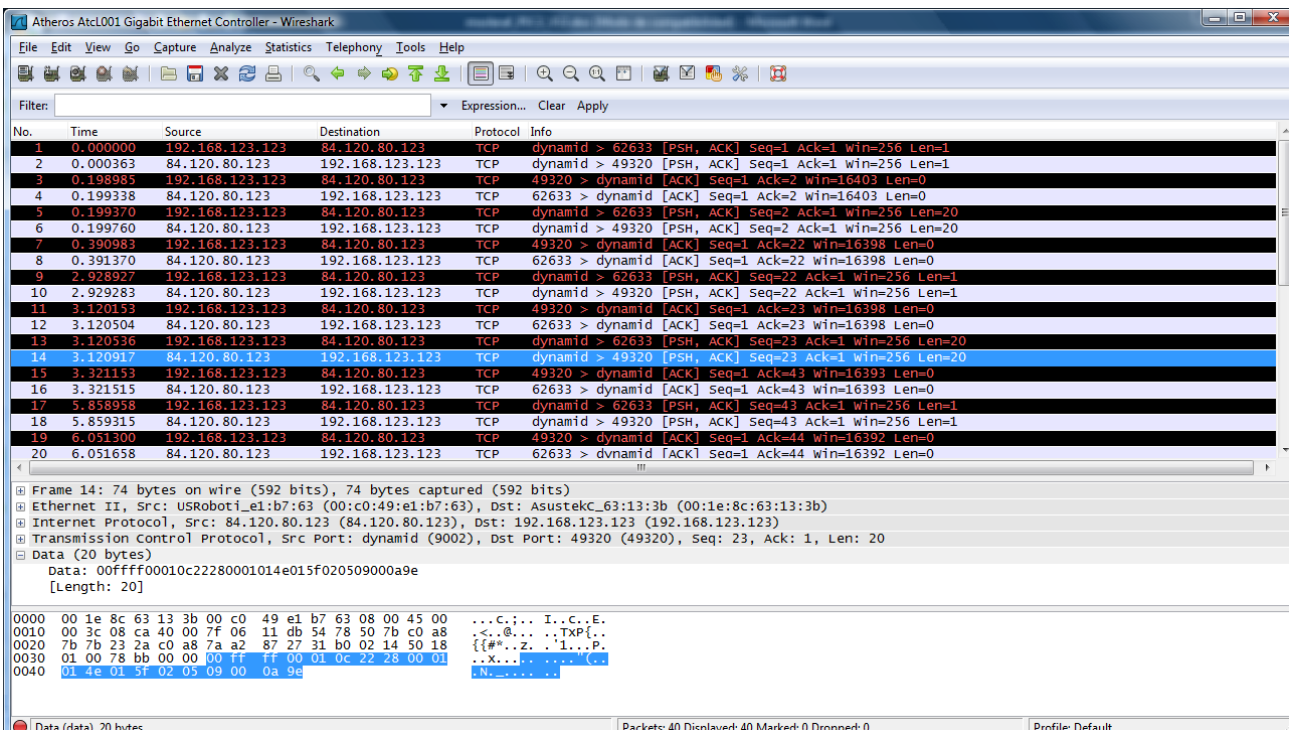 Atheros AtcL001 Gigabit Ethernet Controller - Wireshark
File Edit View Go Capture Analyze Statistics Telephony Tools Help
Filter: Expression... Clear Apply
No. Time Source Destination Protocol Info
1 0.000000 192.168.123.123 84.120.80.123 TCP dynamid > 62633 [PSH, ACK] Seq=1 Ack=1 Win=256 Len=1
2 0.000363 84.120.80.123 192.168.123.123 TCP dynamid > 49320 [PSH, ACK] Seq=1 Ack=1 Win=256 Len=1
3 0.198985 192.168.123.123 84.120.80.123 TCP 49320 > dynamid [ACK] Seq=1 Ack=2 Win=16403 Len=0
4 0.199338 84.120.80.123 192.168.123.123 TCP 62633 > dynamid [ACK] Seq=1 Ack=2 Win=16403 Len=0
5 0.199370 192.168.123.123 84.120.80.123 TCP dynamid > 62633 [PSH, ACK] Seq=2 Ack=1 Win=256 Len=20
6 0.199760 84.120.80.123 192.168.123.123 TCP dynamid > 49320 [PSH, ACK] Seq=2 Ack=1 Win=256 Len=20
7 0.390983 192.168.123.123 84.120.80.123 TCP 49320 > dynamid [ACK] Seq=1 Ack=22 Win=16398 Len=0
8 0.391370 84.120.80.123 192.168.123.123 TCP 62633 > dynamid [ACK] Seq=1 Ack=22 Win=16398 Len=0
9 2.928927 192.168.123.123 84.120.80.123 TCP dynamid > 62633 [PSH, ACK] Seq=22 Ack=1 Win=256 Len=1
10 2.929283 84.120.80.123 192.168.123.123 TCP dynamid > 49320 [PSH, ACK] Seq=22 Ack=1 Win=256 Len=1
11 3.120153 192.168.123.123 84.120.80.123 TCP 49320 > dynamid [ACK] Seq=1 Ack=23 Win=16398 Len=0
12 3.120504 84.120.80.123 192.168.123.123 TCP 62633 > dynamid [ACK] Seq=1 Ack=23 Win=16398 Len=0
13 3.120536 192.168.123.123 84.120.80.123 TCP dynamid > 62633 [PSH, ACK] Seq=23 Ack=1 Win=256 Len=20
14 3.120917 84.120.80.123 192.168.123.123 TCP dynamid > 49320 [PSH, ACK] Seq=23 Ack=1 Win=256 Len=20
15 3.321153 192.168.123.123 84.120.80.123 TCP 49320 > dynamid [ACK] Seq=1 Ack=43 Win=16393 Len=0
16 3.321515 84.120.80.123 192.168.123.123 TCP 62633 > dynamid [ACK] Seq=1 Ack=43 Win=16393 Len=0
17 5.858958 192.168.123.123 84.120.80.123 TCP dynamid > 62633 [PSH, ACK] Seq=43 Ack=1 Win=256 Len=1
18 5.859315 84.120.80.123 192.168.123.123 TCP dynamid > 49320 [PSH, ACK] Seq=43 Ack=1 Win=256 Len=1
19 6.051300 192.168.123.123 84.120.80.123 TCP 49320 > dynamid [ACK] Seq=1 Ack=44 Win=16392 Len=0
20 6.051658 84.120.80.123 192.168.123.123 TCP 62633 > dynamid [ACK] Seq=1 Ack=44 Win=16392 Len=0
Frame 14: 74 bytes on wire (592 bits), 74 bytes captured (592 bits)
Ethernet II, Src: USRoboti_e1:b7:63 (00:c0:49:e1:b7:63), Dst: AsustekC_63:13:3b (00:1e:8c:63:13:3b)
Internet Protocol, Src: 84.120.80.123 (84.120.80.123), Dst: 192.168.123.123 (192.168.123.123)
Transmission Control Protocol, Src Port: dynamid (9002), Dst Port: 49320 (49320), Seq: 23, Ack: 1, Len: 20
Data (20 bytes)
Data: 00ffff00010c22280001014e015f020509000a9e
[Length: 20]
0000 00 1e 8c 63 13 3b 00 c0 49 e1 b7 63 08 00 45 00 ...c.;.. I..c..E.
0010 00 3c 08 ca 40 00 7f 06 11 db 54 78 50 7b c0 a8 .<..@... ..TxP{..
0020 7b 7b 23 2a c0 a8 7a a2 87 27 31 b0 02 14 50 18 {{#*..z. .'1...P.
0030 01 00 78 bb 00 00 00 ff ff 00 01 0c 22 28 00 01 ..x..... ...."(..
0040 01 4e 01 5f 02 05 09 00 0a 9e .N._.... ..
Data (data), 20 bytes Packets: 40 Displayed: 40 Marked: 0 Dropped: 0 Profile: Default